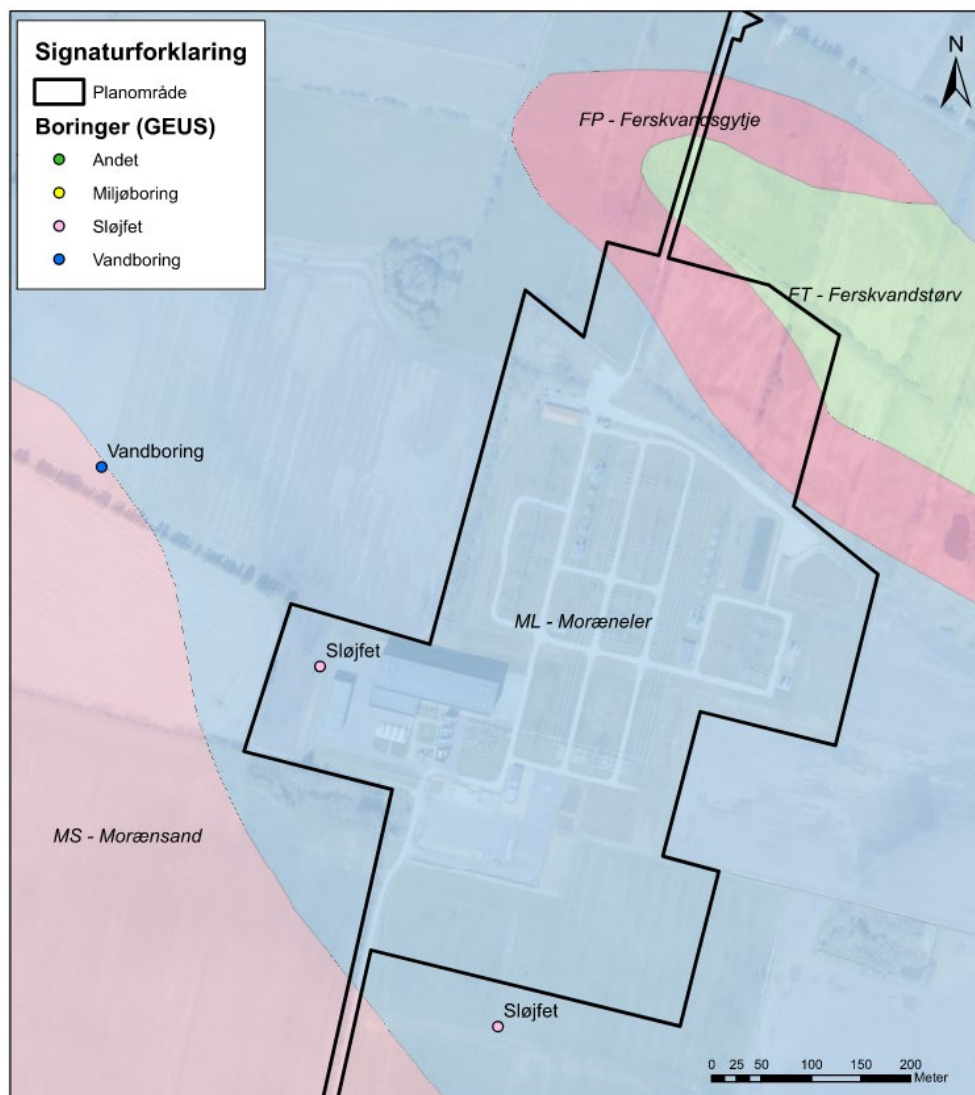 Signaturforklaring
Planområde
Boringer (GEUS)
Andet
Miljøboring
Sløjfet
Vandboring
N
FP - Ferskvandsgytje
FT - Ferskvandstørv
Vandboring
ML - Moræneler
Sløjfet
MS - Morænsand
Sløjfet
0 25 50 100 150 200
Meter